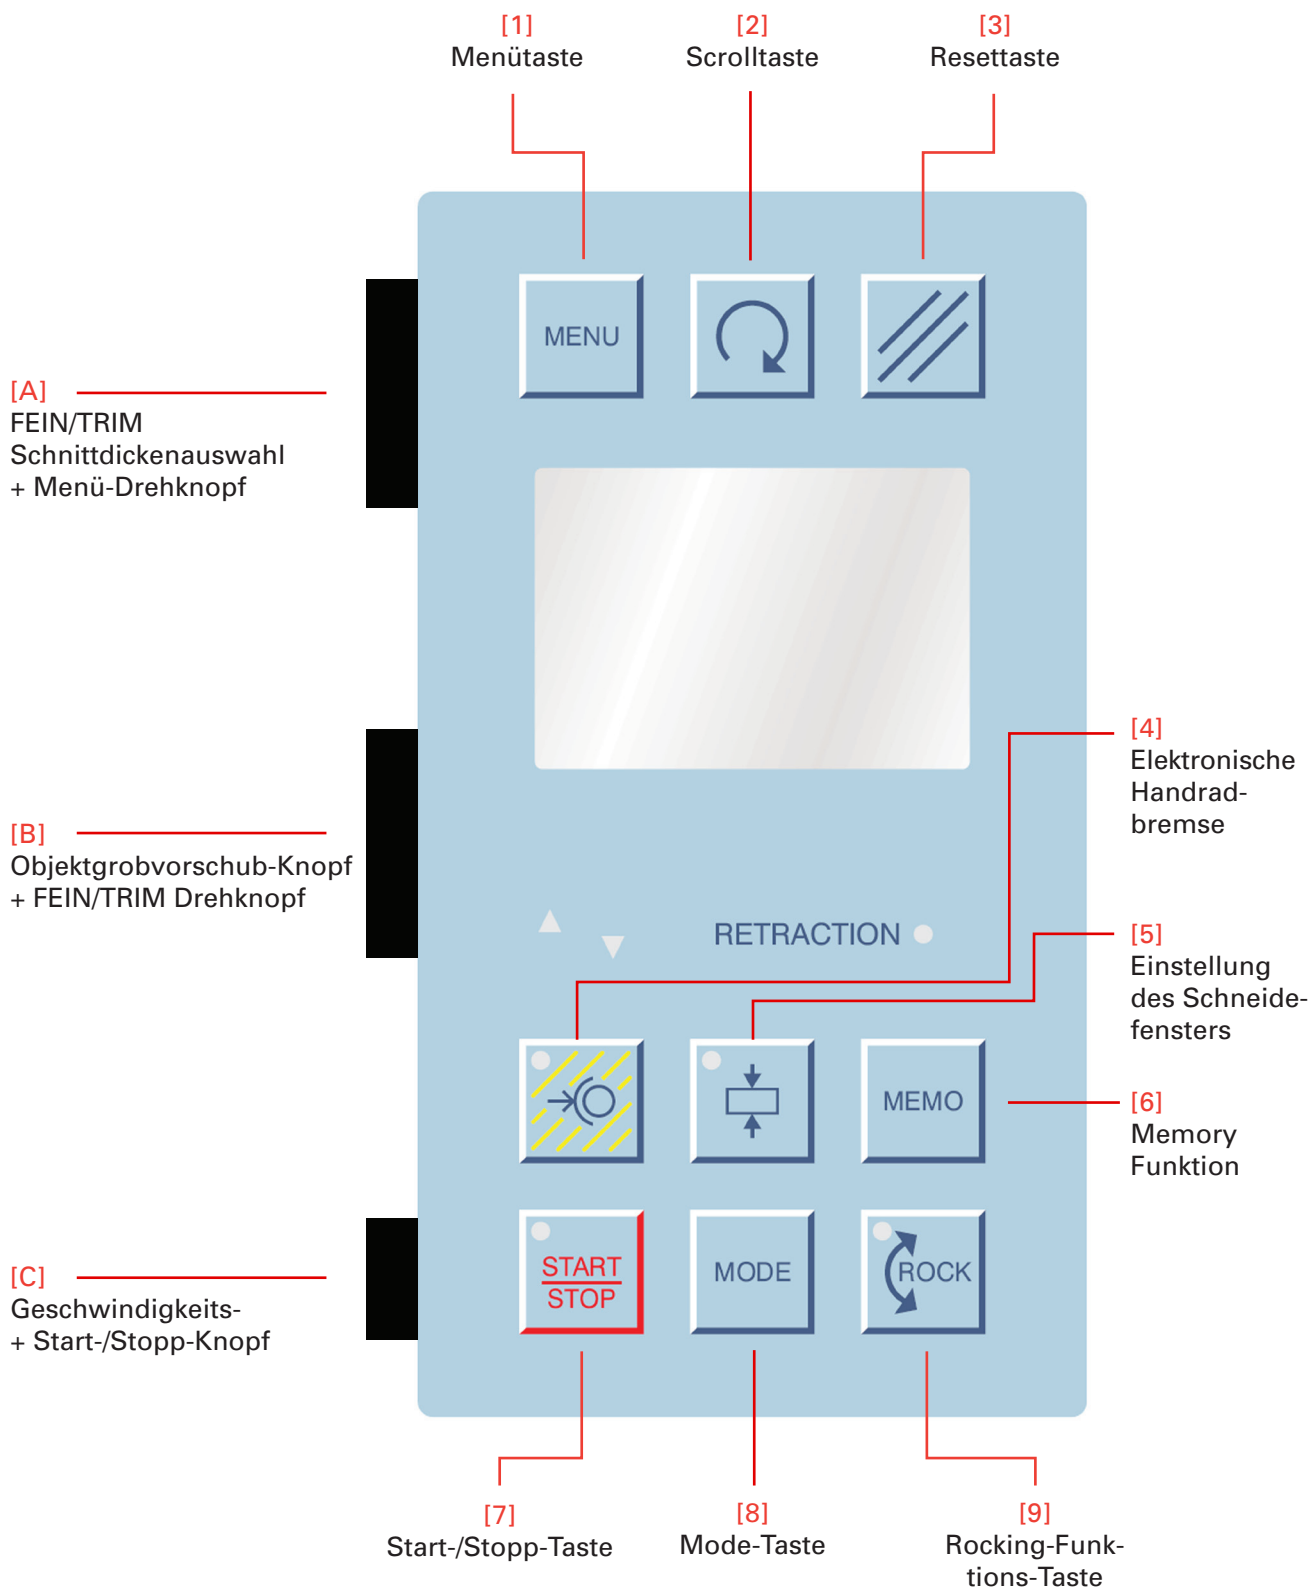 [1]
Menütaste
[2]
Scrolltaste
[3]
Resettaste
MENU
[A]
FEIN/TRIM
Schnittdickenauswahl
+ Menü-Drehknopf
[4]
Elektronische
Handrad-
bremse
[B]
Objektgrobvorschub-Knopf
+ FEIN/TRIM Drehknopf
RETRACTION
[5]
Einstellung
des Schneide-
fensters
MEMO
[6]
Memory
Funktion
[C]
Geschwindigkeits-
+ Start-/Stopp-Knopf
START
STOP
MODE
ROCK
[7]
Start-/Stopp-Taste
[8]
Mode-Taste
[9]
Rocking-Funk-
tions-Taste